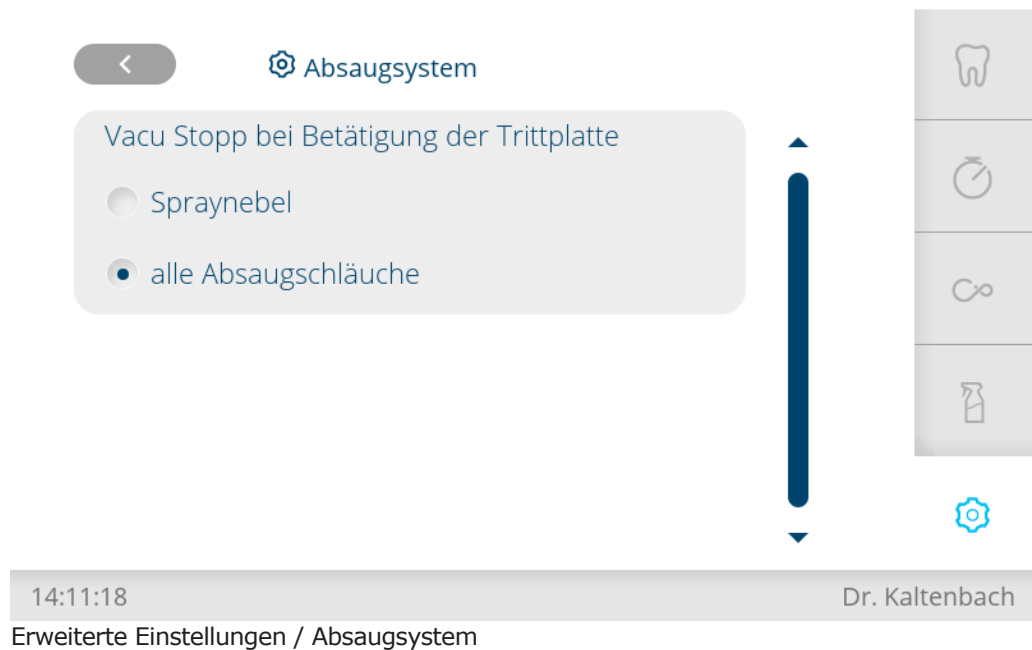 Absaugsystem
Vacu Stopp bei Betätigung der Trittplatte
Spraynebel
alle Absaugschläuche
14:11:18 Dr. Kaltenbach
Erweiterte Einstellungen / Absaugsystem